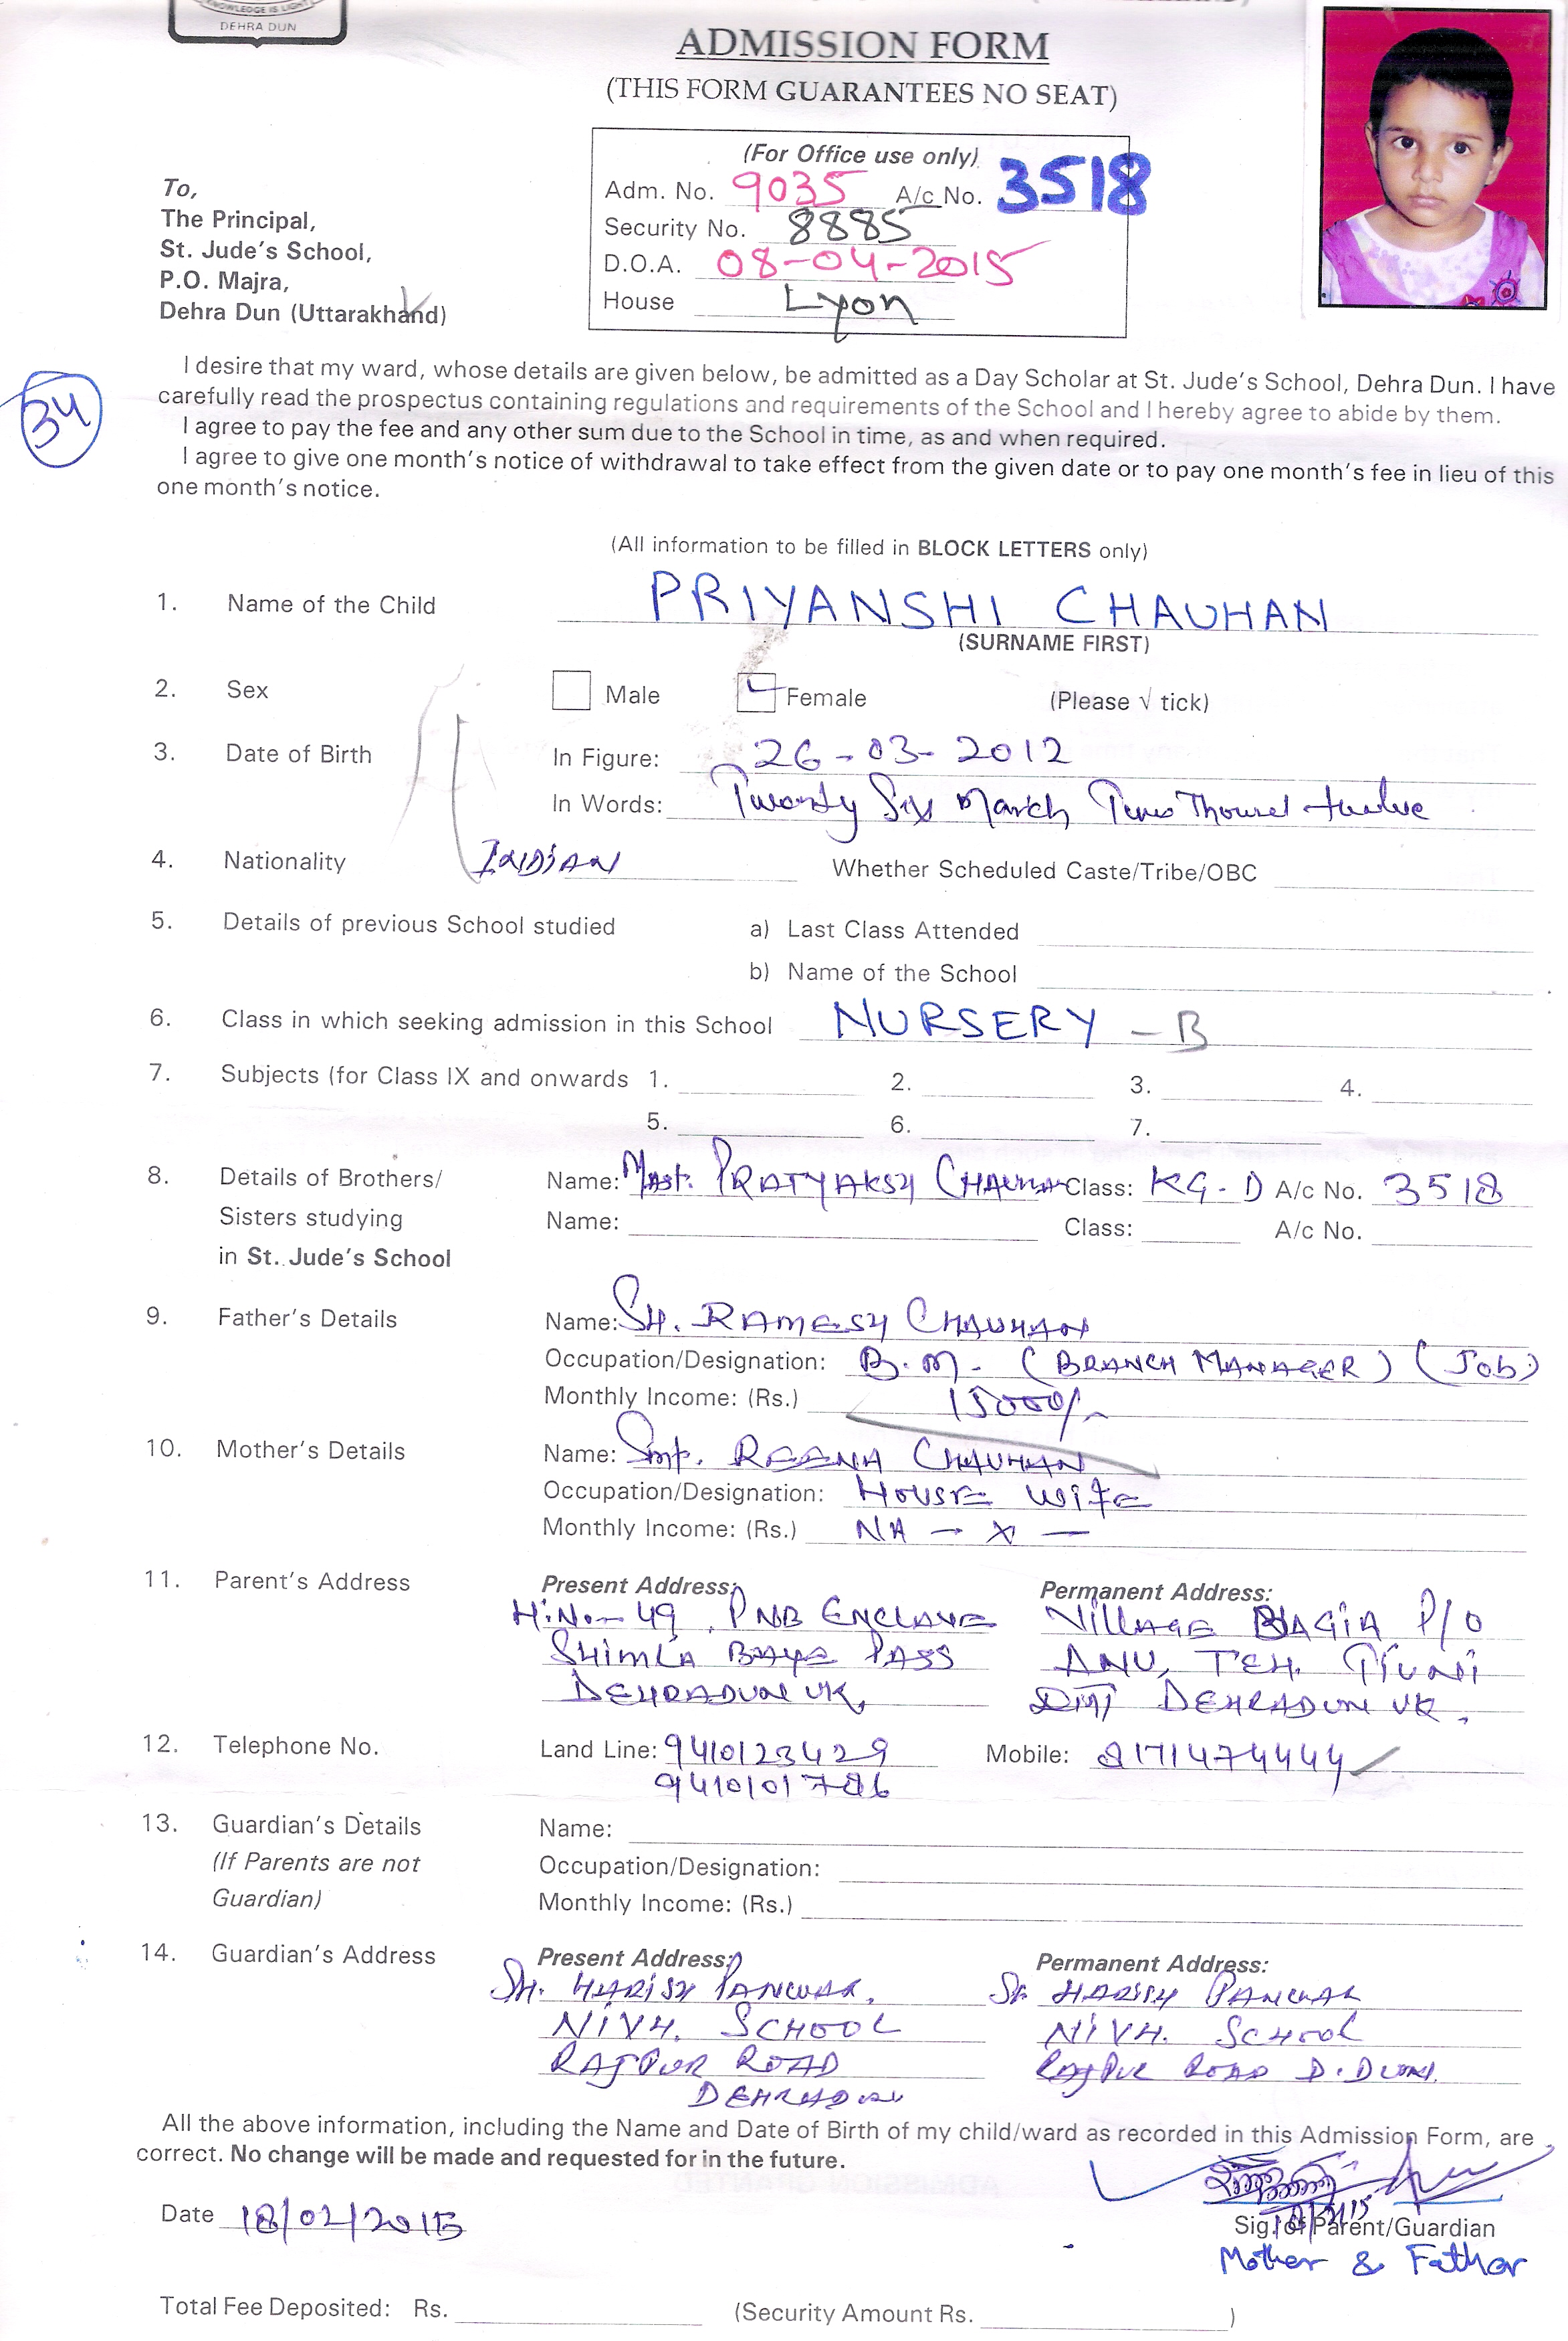 KNOWLEDGE IS LIGHT
DEHRA DUN
ADMISSION FORM
(THIS FORM GUARANTEES NO SEAT)
(For Office use only)
Adm. No. 9035 A/c No. 3518
Security No. 8885
D.O.A. 08-04-2015
House Lyon
To,
The Principal,
St. Jude's School,
P.O. Majra,
Dehra Dun (Uttarakhand)
34
I desire that my ward, whose details are given below, be admitted as a Day Scholar at St. Jude's School, Dehra Dun. I have
carefully read the prospectus containing regulations and requirements of the School and I hereby agree to abide by them.
I agree to pay the fee and any other sum due to the School in time, as and when required.
I agree to give one month's notice of withdrawal to take effect from the given date or to pay one month's fee in lieu of this
one month's notice.
(All information to be filled in BLOCK LETTERS only)
1. Name of the Child PRIYANSHI CHAUHAN
(SURNAME FIRST)
2. Sex Male Female (Please √ tick)
3. Date of Birth In Figure: 26-03-2012
In Words: Twenty Six March Two twelve
4. Nationality INDIAN Whether Scheduled Caste/Tribe/OBC
5. Details of previous School studied a) Last Class Attended
b) Name of the School
6. Class in which seeking admission in this School NURSERY - B
7. Subjects (for Class IX and onwards 1. 2. 3. 4.
5. 6. 7.
8. Details of Brothers/ Name: Mast. PRATYAKSH CHAUHAN Class: KG-D A/c No. 3518
Sisters studying Name: Class: A/c No.
in St. Jude's School
9. Father's Details Name: SH. RAMESH CHAUHAN
Occupation/Designation: B.M. (BRANCH MANAGER) (Job)
Monthly Income: (Rs.) 15000/-
10. Mother's Details Name: Smt. REENA CHAUHAN
Occupation/Designation: HOUSE WIFE
Monthly Income: (Rs.) NA - x -
11. Parent's Address Present Address: Permanent Address:
H.No- 49, PNB ENCLAVE VILLAGE BAGIA P/O
SHIMLA BAYE PASS ANU, TEH. TIUNI
DEHRADUN UK. DEHRADUN UK.
12. Telephone No. Land Line: 9410123429 Mobile: 8171474444
9410101786
13. Guardian's Details Name:
(If Parents are not Occupation/Designation:
Guardian) Monthly Income: (Rs.)
14. Guardian's Address Present Address: Permanent Address:
SH. HARISH PANWAR, SH HARISH PANWAR
NIVH. SCHOOL NIVH. SCHOOL
RAJPUR ROAD RAJPUR ROAD D.DUN.
DEHRADUN
All the above information, including the Name and Date of Birth of my child/ward as recorded in this Admission Form, are
correct. No change will be made and requested for in the future.
Date 18/02/2015
Sig. of Parent/Guardian
Mother & Father
Total Fee Deposited: Rs. (Security Amount Rs. )